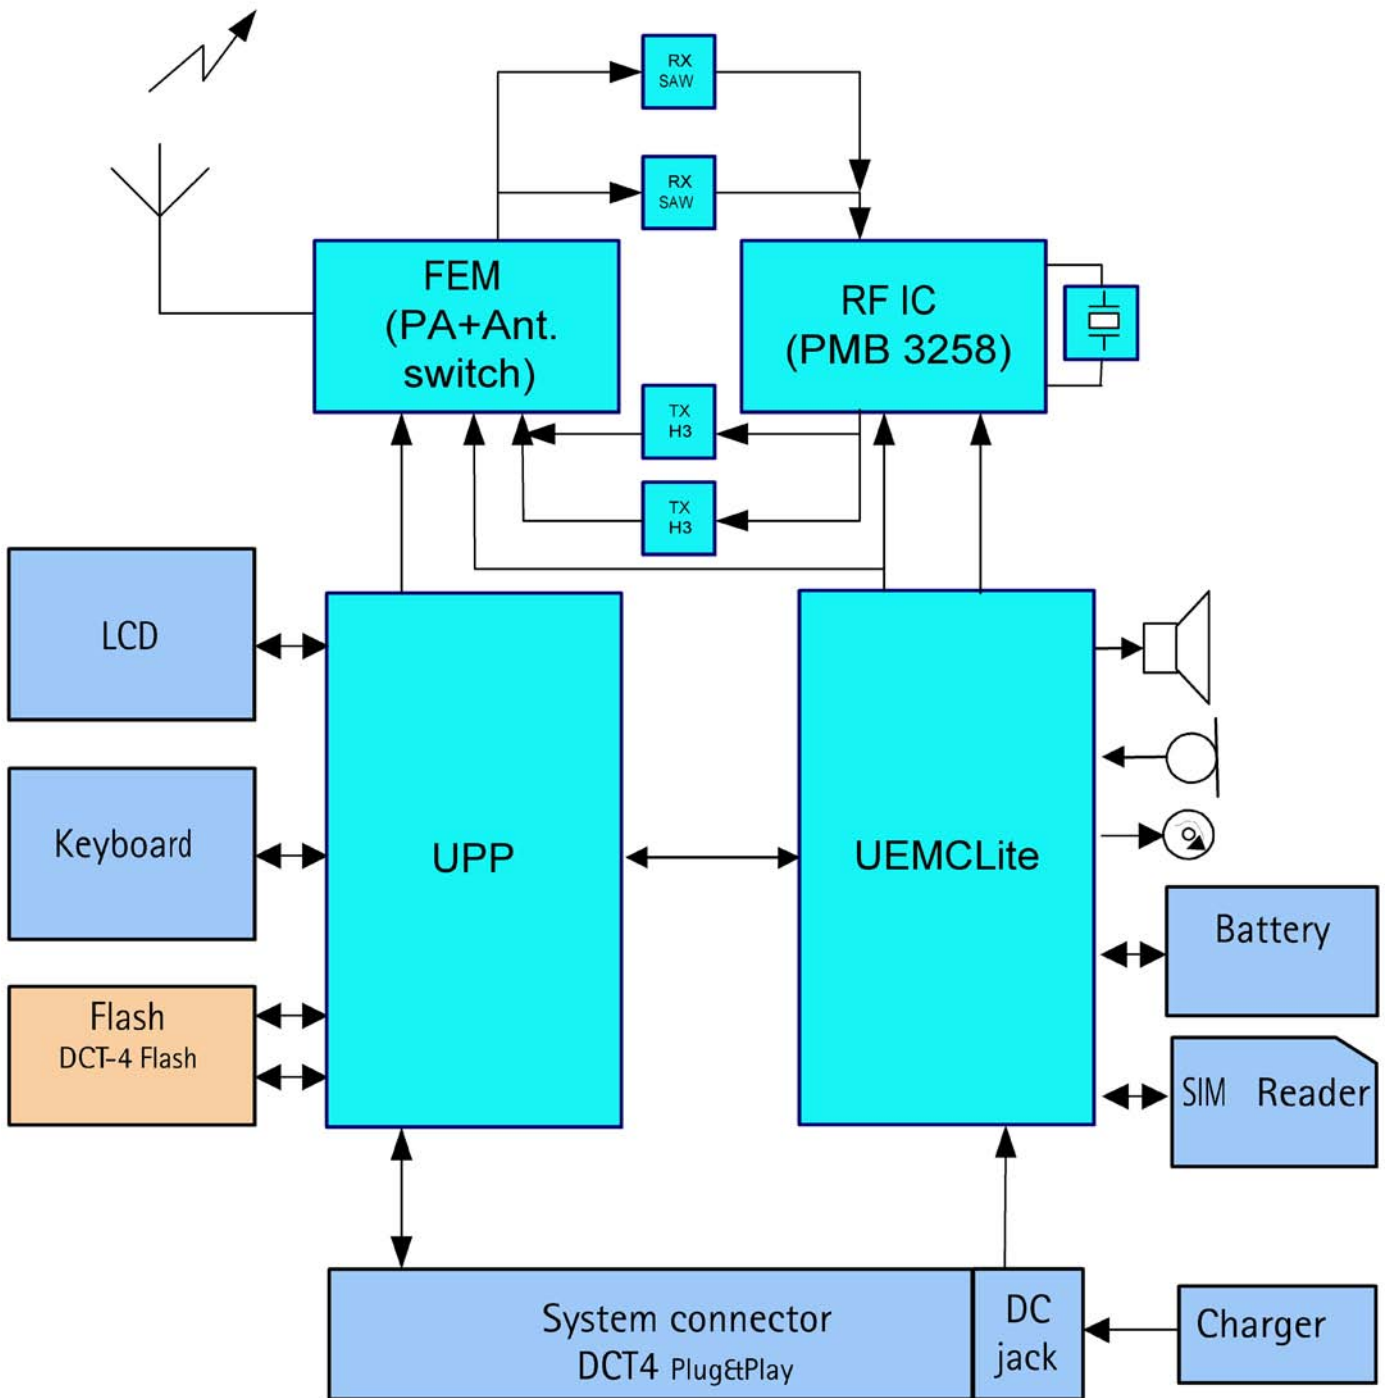 RX
SAW
RX
SAW
FEM
(PA+Ant.
switch)
RF IC
(PMB 3258)
TX
H3
TX
H3
LCD
Keyboard
UPP
UEMCLite
Battery
Flash
DCT-4 Flash
SIM Reader
System connector
DCT4 Plug&Play
DC
jack
Charger